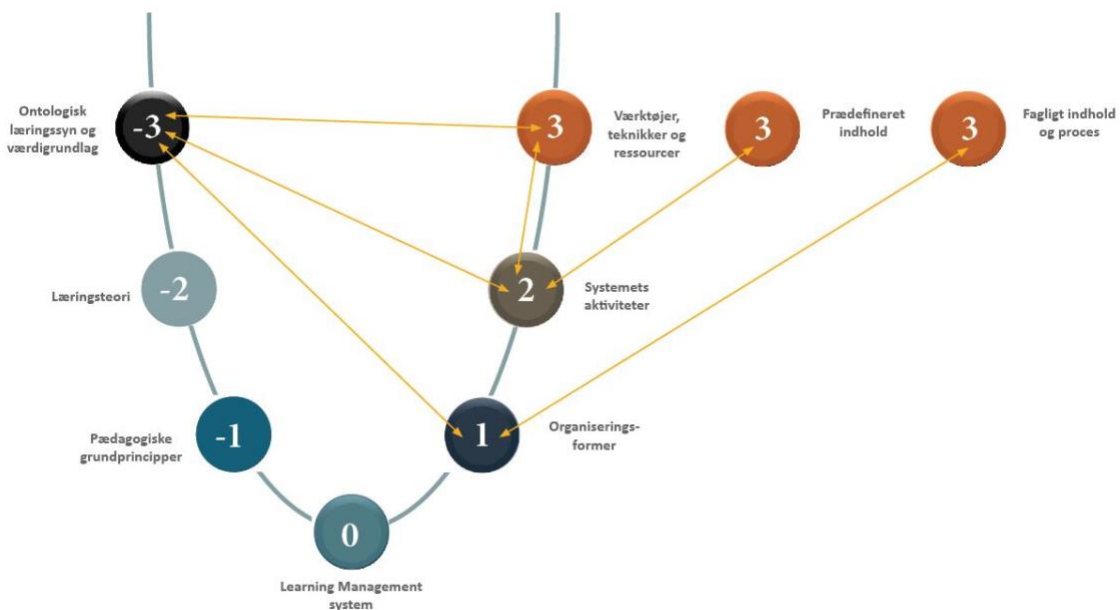 Ontologisk
læringssyn og
værdigrundlag
-3
3
Værktøjer,
teknikker og
ressourcer
3
Prædefineret
indhold
3
Fagligt indhold
og proces
Læringsteori
-2
2
Systemets
aktiviteter
Pædagogiske
grundprincipper
-1
1
Organiserings-
former
0
Learning Management
system